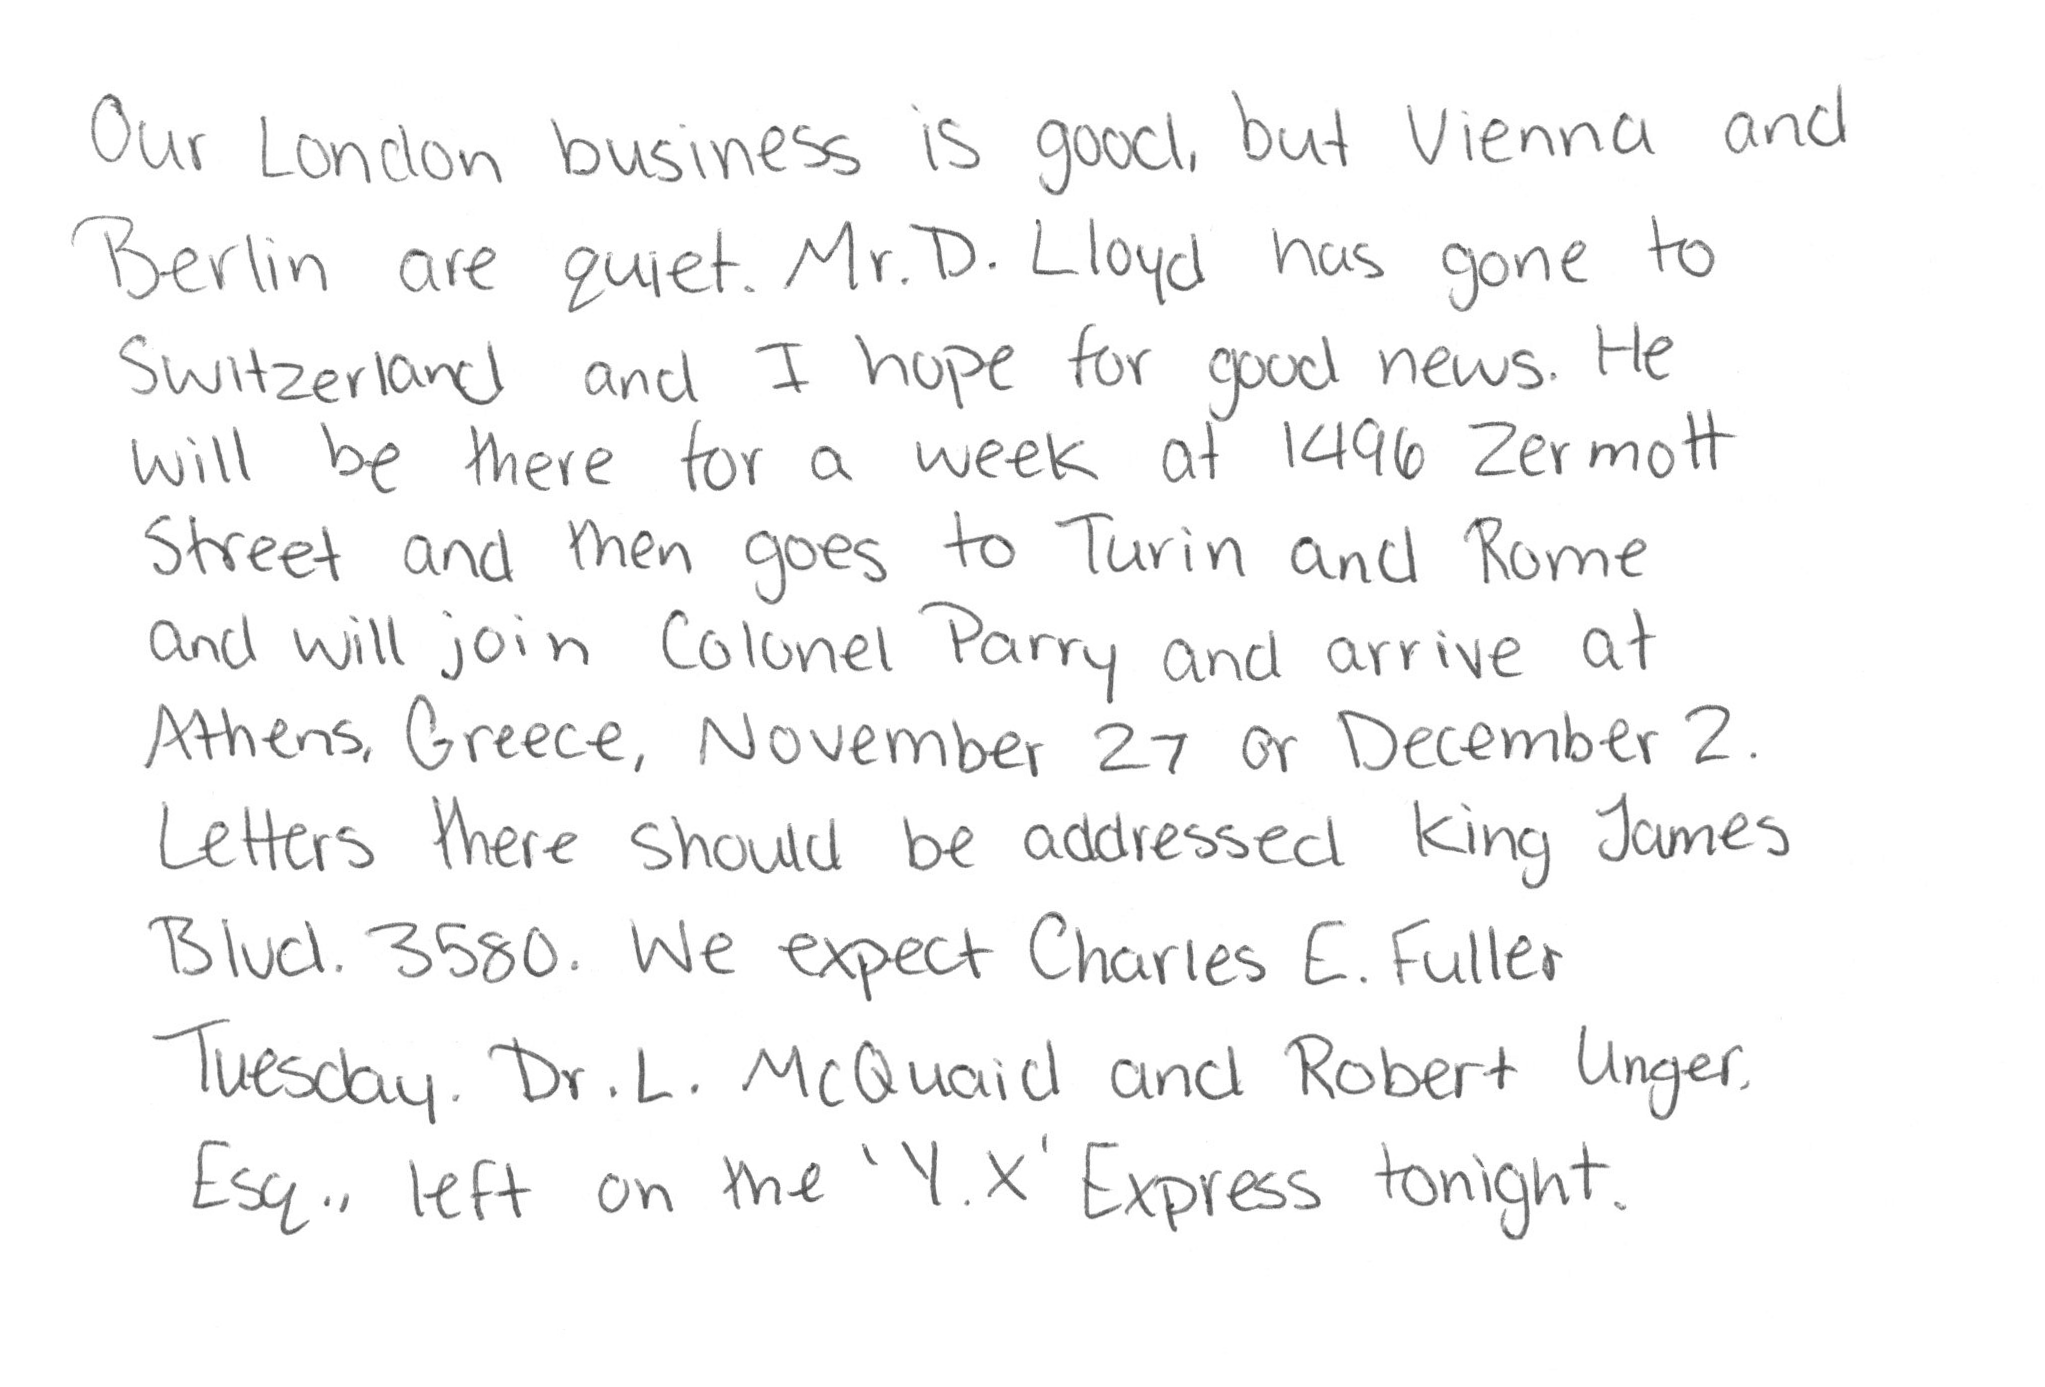 Our London business is good, but Vienna and
Berlin are quiet. Mr. D. Lloyd has gone to
Switzerland and I hope for good news. He
will be there for a week at 1496 Zermott
Street and then goes to Turin and Rome
and will join Colonel Parry and arrive at
Athens, Greece, November 27 or December 2.
Letters there should be addressed King James
Blvd. 3580. We expect Charles E. Fuller
Tuesday. Dr. L. McQuaid and Robert Unger,
Esq., left on the 'Y.X' Express tonight.